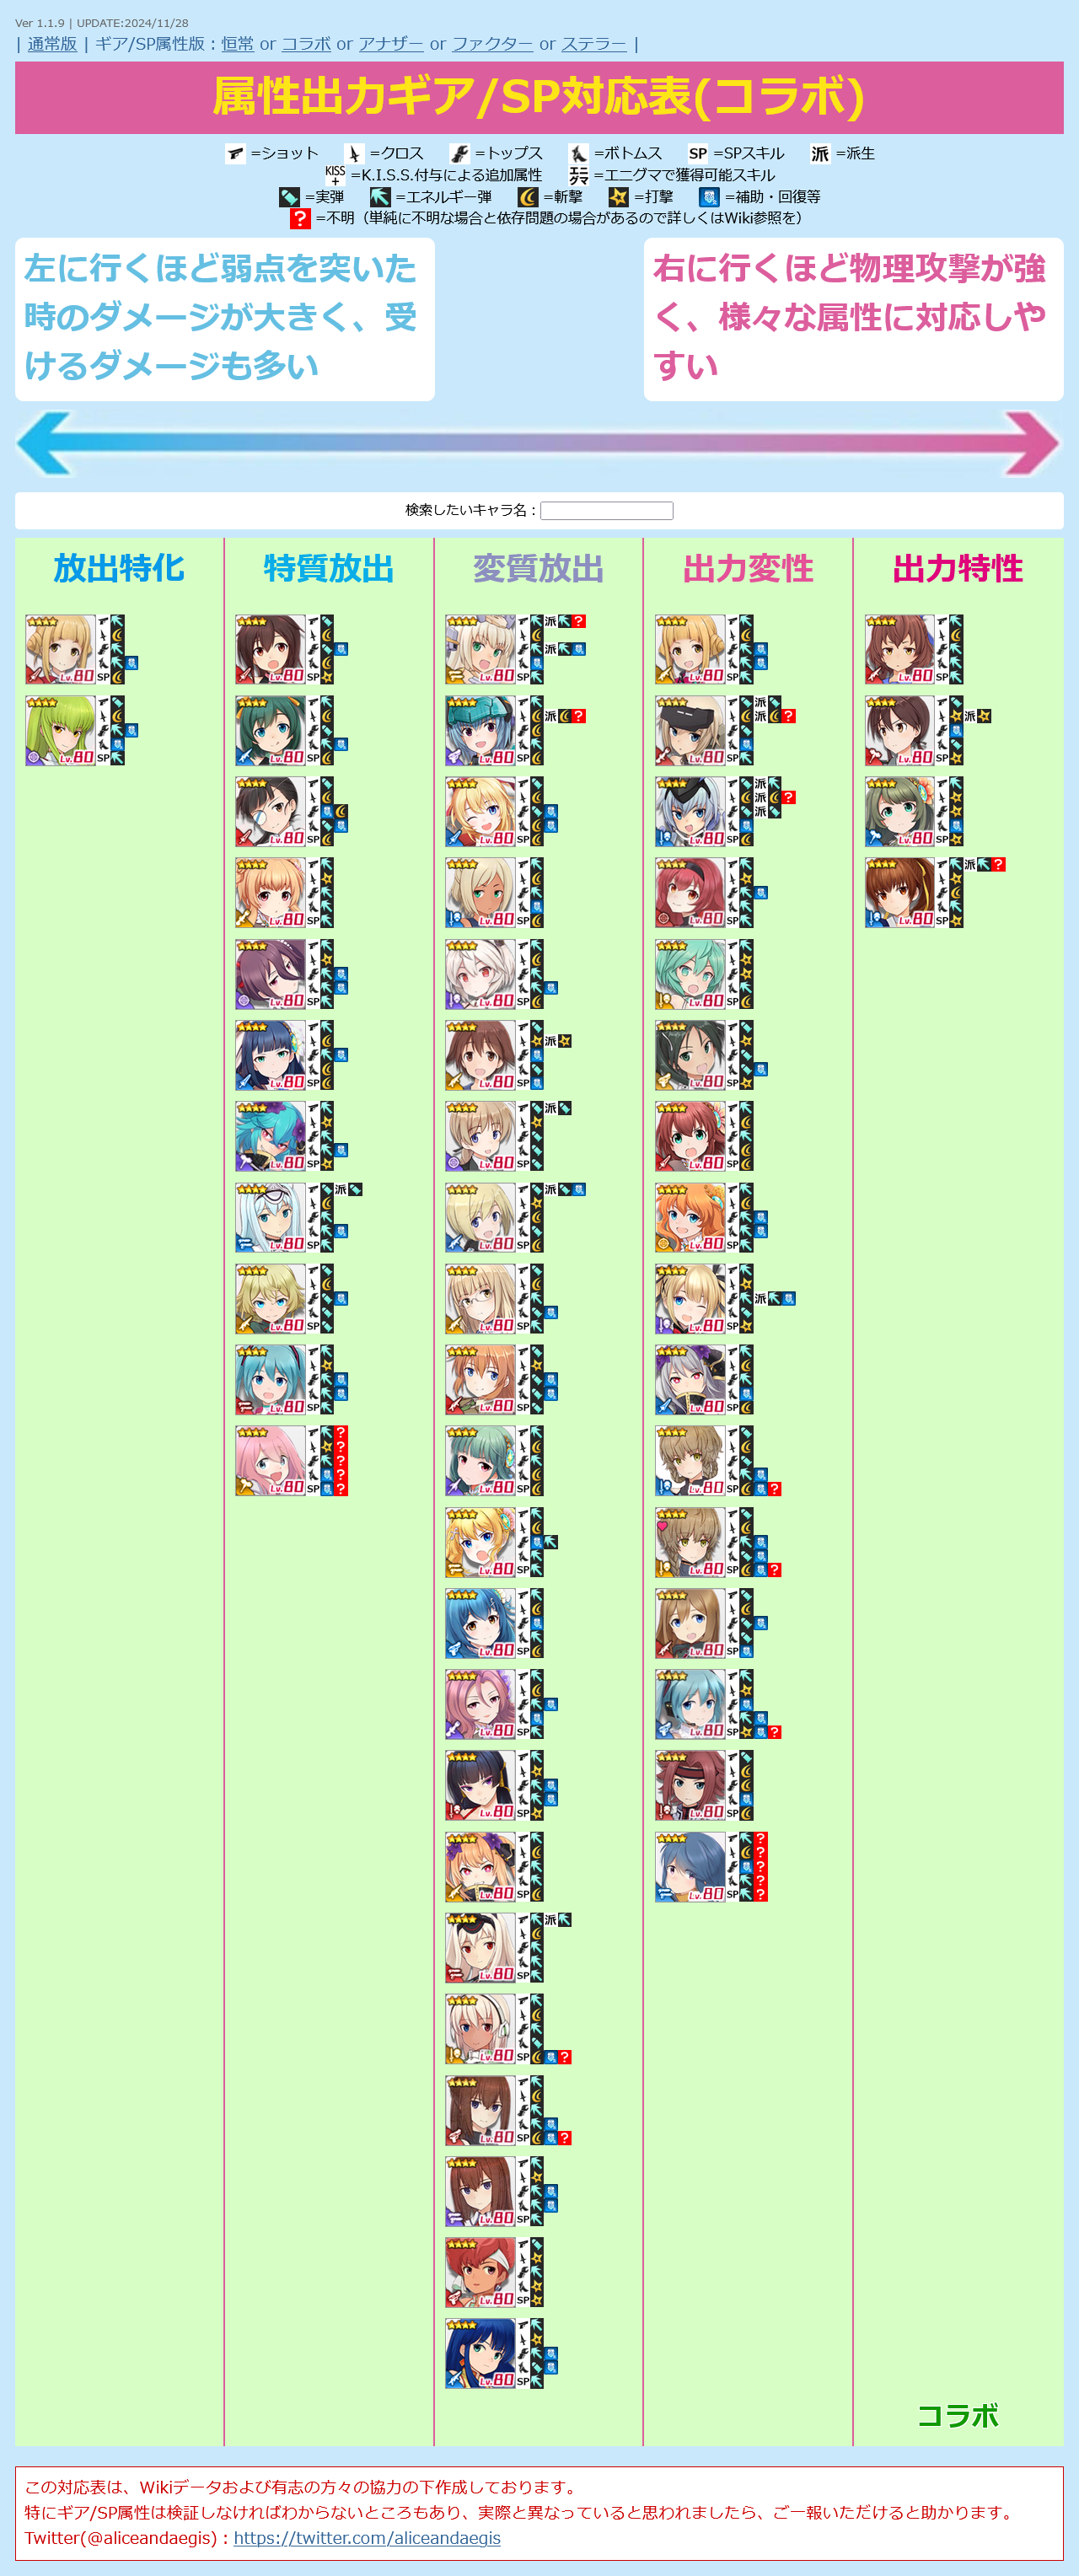 Ver 1.1.9 | UPDATE:2024/11/28
| 通常版 | ギア/SP属性版：恒常 or コラボ or アナザー or ファクター or ステラー |
属性出力ギア/SP対応表(コラボ)
=ショット =クロス =トップス =ボトムス SP =SPスキル 派 =派生
KISS+ =K.I.S.S.付与による追加属性 エニグマ =エニグマで獲得可能スキル
=実弾 =エネルギー弾 =斬撃 =打撃 =補助・回復等
? =不明（単純に不明な場合と依存問題の場合があるので詳しくはWiki参照を）
左に行くほど弱点を突いた
時のダメージが大きく、受
けるダメージも多い
右に行くほど物理攻撃が強
く、様々な属性に対応しや
すい
検索したいキャラ名：
放出特化 特質放出 変質放出 出力変性 出力特性
コラボ
この対応表は、Wikiデータおよび有志の方々の協力の下作成しております。
特にギア/SP属性は検証しなければわからないところもあり、実際と異なっていると思われましたら、ご一報いただけると助かります。
Twitter(@aliceandaegis)：https://twitter.com/aliceandaegis